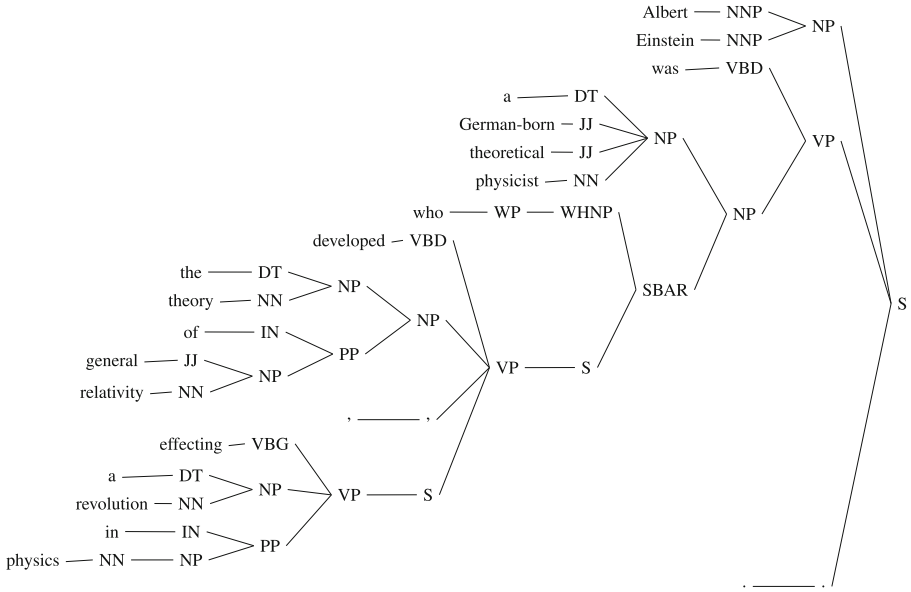 Albert NNP NP
Einstein NNP
was VBD
a DT
German-born JJ NP VP
theoretical JJ
physicist NN
who WP WHNP NP
developed VBD
the DT NP
theory NN SBAR S
of IN NP
general JJ PP
relativity NN NP VP S
, ,
effecting VBG
a DT NP VP S
revolution NN
in IN PP
physics NN NP
. .